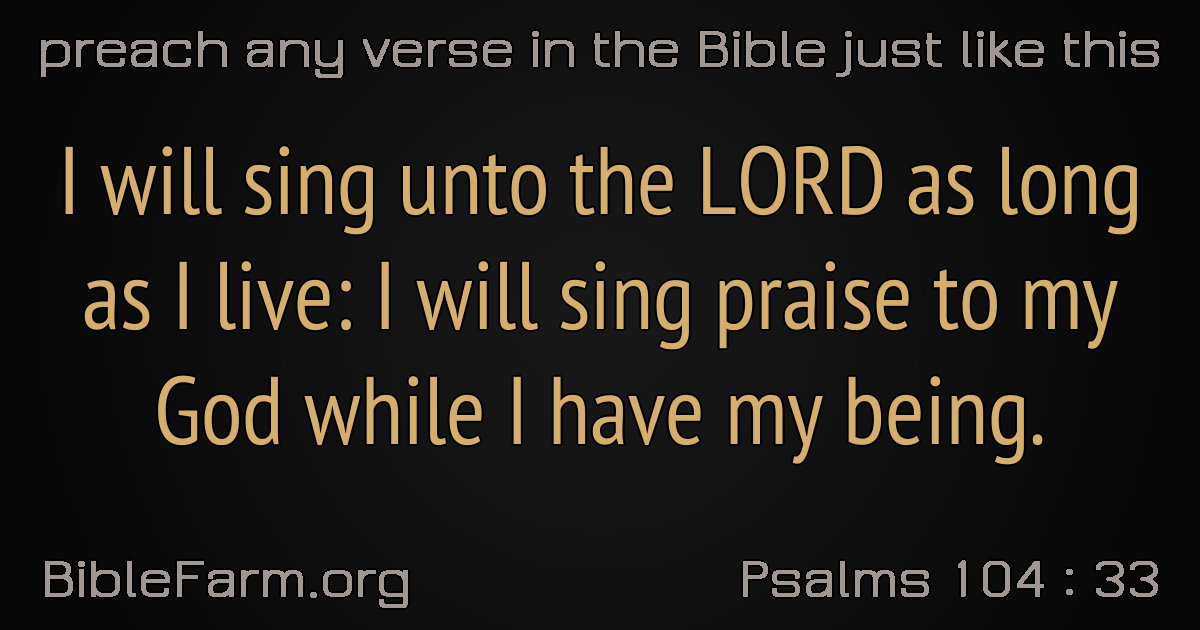 preach any verse in the Bible just like this
I will sing unto the LORD as long
as I live: I will sing praise to my
God while I have my being.
BibleFarm.org
Psalms 104 : 33